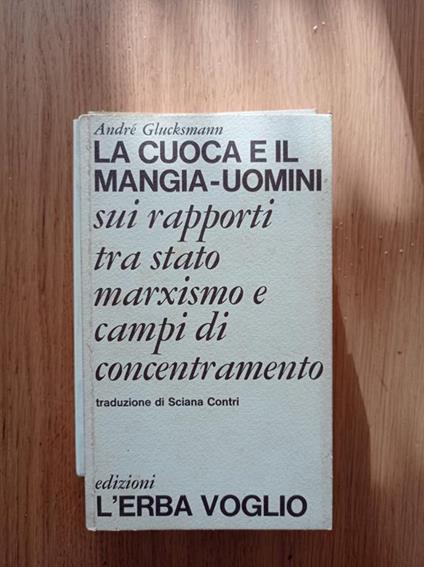 André Glucksmann
LA CUOCA E IL
MANGIA-UOMINI
sui rapporti
tra stato
marxismo e
campi di
concentramento
traduzione di Sciana Contri
edizioni
L'ERBA VOGLIO